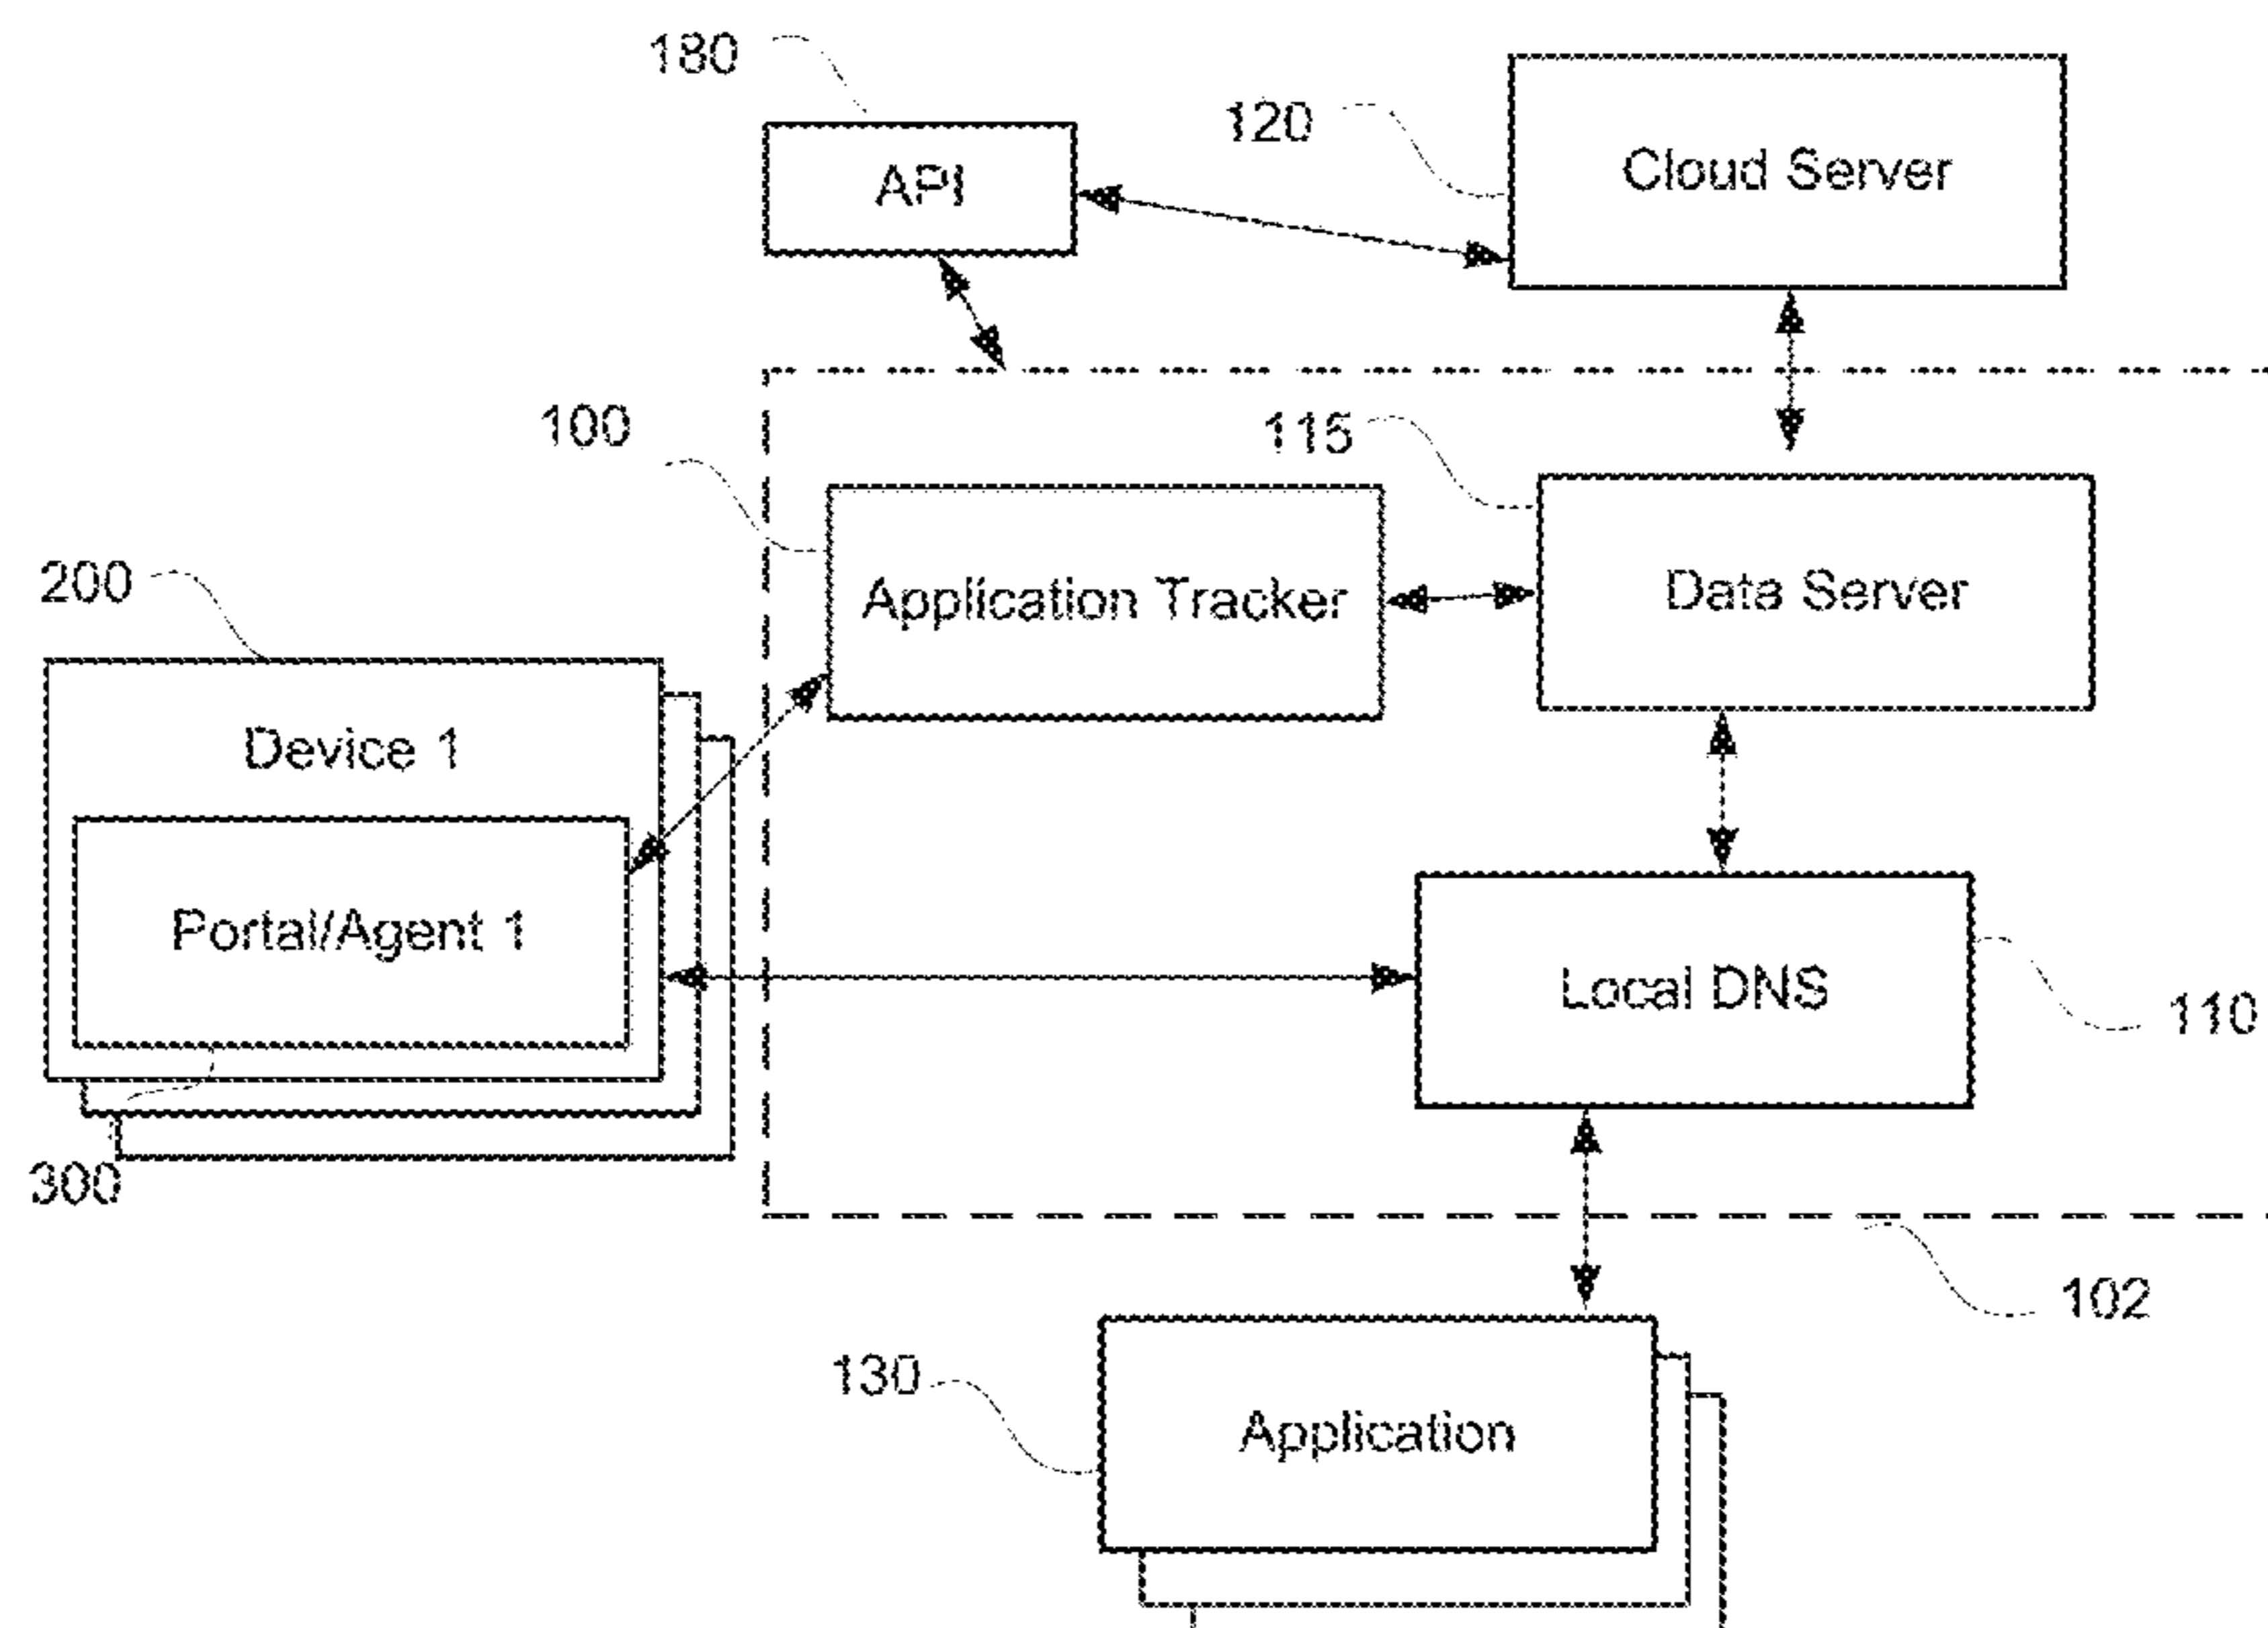 180
120
API
Cloud Server
100
115
Application Tracker
Data Server
200
Device 1
Portal/Agent 1
Local DNS
110
300
102
130
Application